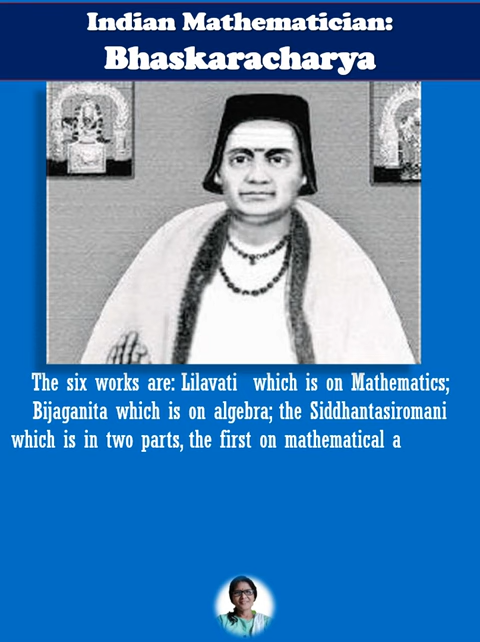 Indian Mathematician:
Bhaskaracharya
The six works are: Lilavati which is on Mathematics;
Bijaganita which is on algebra; the Siddhantasiromani
which is in two parts, the first on mathematical a